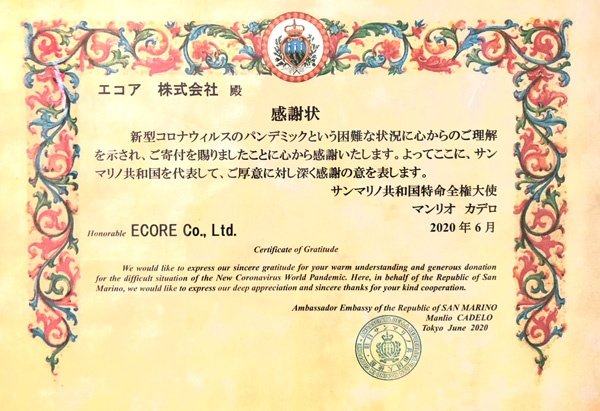 エコア 株式会社 殿
感謝状
新型コロナウィルスのパンデミックという困難な状況に心からのご理解
を示され、ご寄付を賜りましたことに心から感謝いたします。よってここに、サン
マリノ共和国を代表して、ご厚意に対し深く感謝の意を表します。
サンマリノ共和国特命全権大使
マンリオ カデロ
2020年6月
Honorable ECORE Co., Ltd.
Certificate of Gratitude
We would like to express our sincere gratitude for your warm understanding and generous donation
for the difficult situation of the New Coronavirus World Pandemic. Here, in behalf of the Republic of San
Marino, we would like to express our deep appreciation and sincere thanks for your kind cooperation.
Ambassador Embassy of the Republic of SAN MARINO
Manlio CADELO
Tokyo June 2020